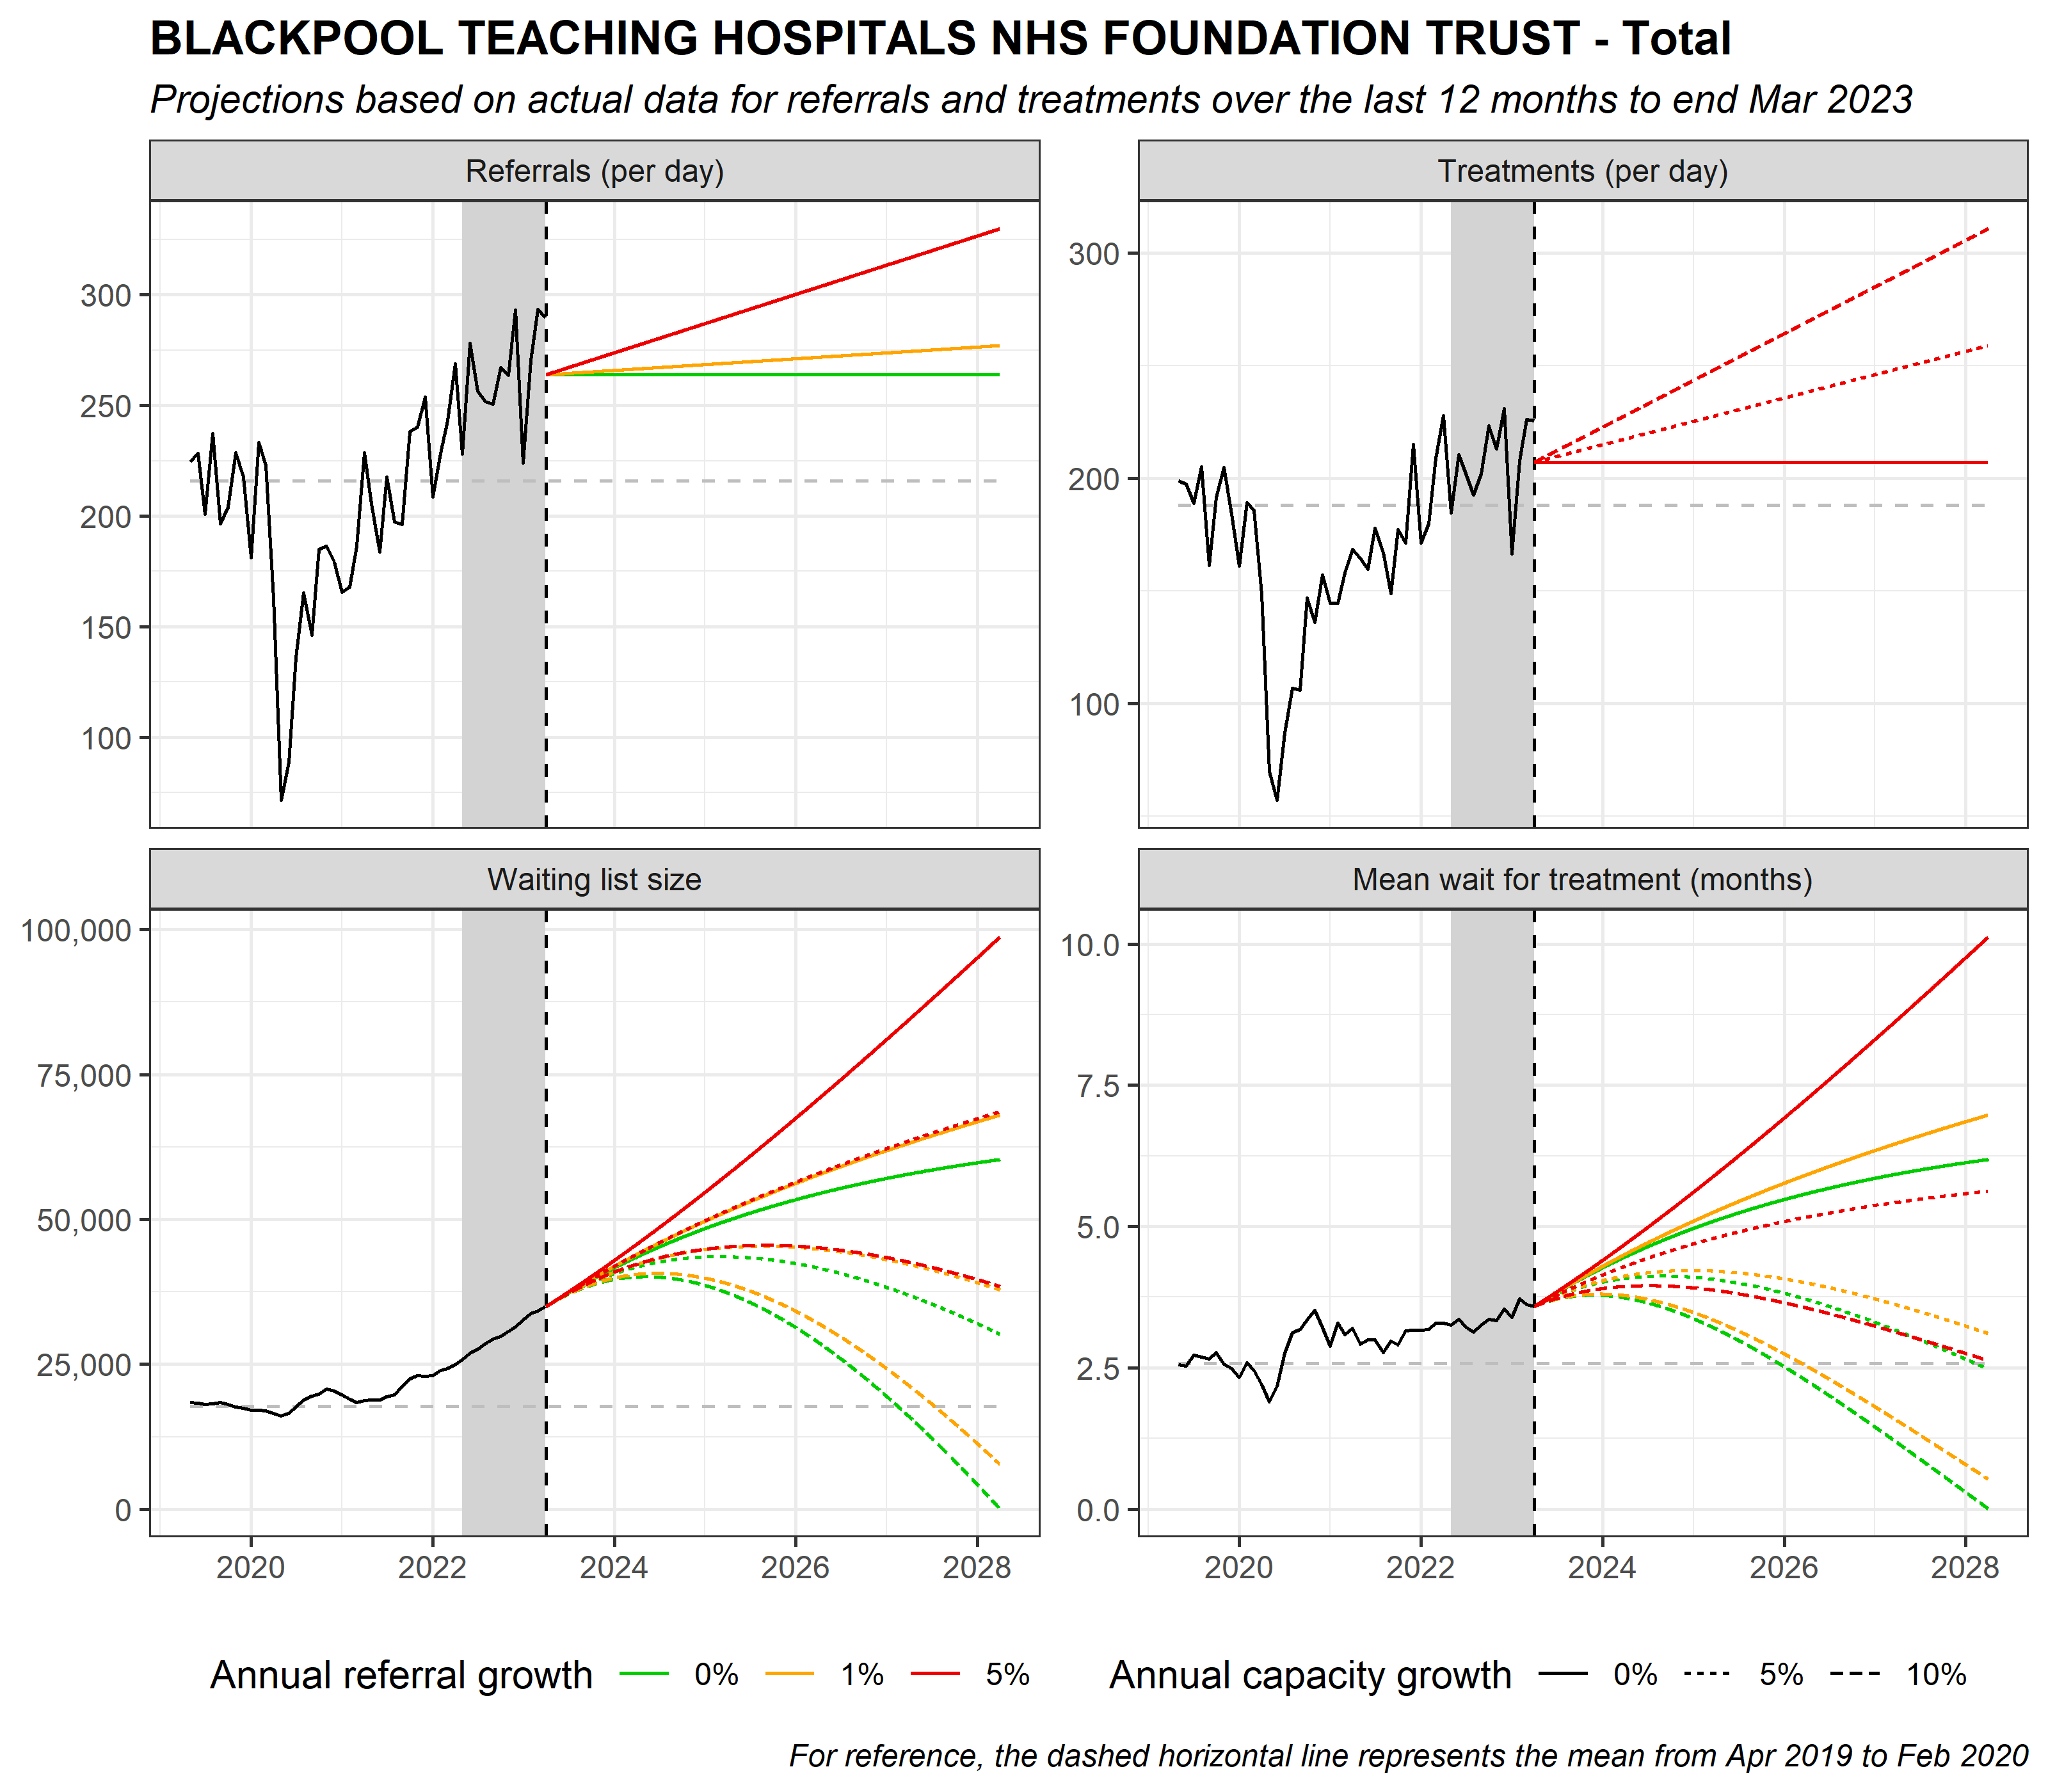 BLACKPOOL TEACHING HOSPITALS NHS FOUNDATION TRUST - Total
Projections based on actual data for referrals and treatments over the last 12 months to end Mar 2023
Referrals (per day)
300
250
200
150
100
Treatments (per day)
300
200
100
Waiting list size
100,000
75,000
50,000
25,000
0
2020 2022 2024 2026 2028
Mean wait for treatment (months)
10.0
7.5
5.0
2.5
0.0
2020 2022 2024 2026 2028
Annual referral growth 0% 1% 5%
Annual capacity growth 0% 5% 10%
For reference, the dashed horizontal line represents the mean from Apr 2019 to Feb 2020